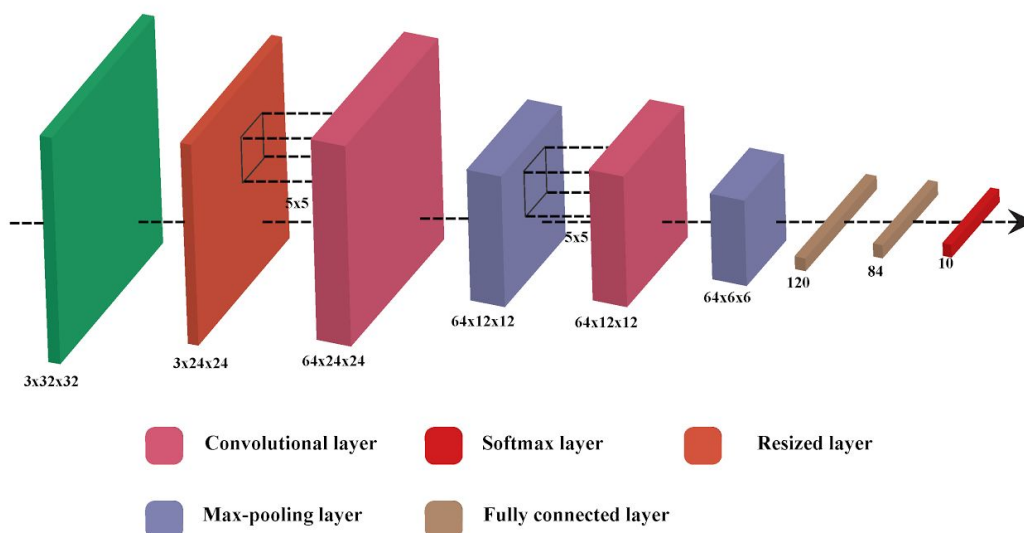 5x5
5x5
10
84
120
64x6x6
64x12x12
64x12x12
64x24x24
3x24x24
3x32x32
Convolutional layer
Softmax layer
Resized layer
Max-pooling layer
Fully connected layer